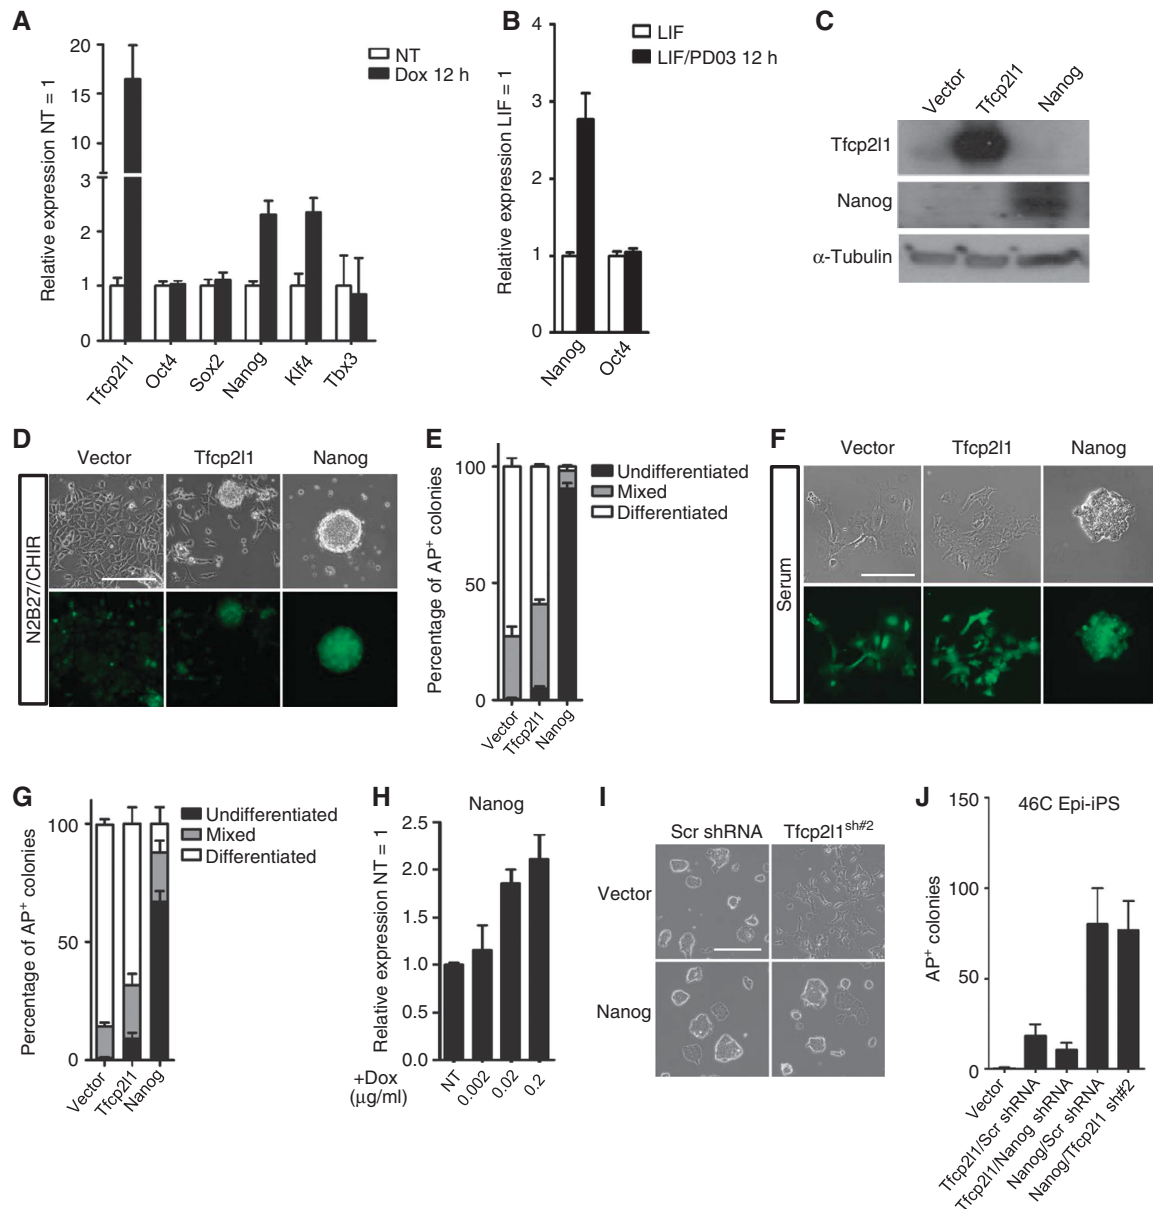 A
Relative expression NT = 1
20
15
10
3
2
1
0
NT
Dox 12 h
Tfcp2l1
Oct4
Sox2
Nanog
Klf4
Tbx3
B
Relative expression LIF = 1
4
3
2
1
0
LIF
LIF/PD03 12 h
Nanog
Oct4
C
Vector
Tfcp2l1
Nanog
Tfcp2l1
Nanog
α-Tubulin
D
Vector
Tfcp2l1
Nanog
N2B27/CHIR
E
Percentage of AP+ colonies
100
50
0
Undifferentiated
Mixed
Differentiated
Vector
Tfcp2l1
Nanog
F
Vector
Tfcp2l1
Nanog
Serum
G
Percentage of AP+ colonies
100
50
0
Undifferentiated
Mixed
Differentiated
Vector
Tfcp2l1
Nanog
H
Nanog
Relative expression NT = 1
2.5
2.0
1.5
1.0
0.5
0.0
+Dox
(μg/ml)
NT
0.002
0.02
0.2
I
Scr shRNA
Tfcp2l1sh#2
Vector
Nanog
J
46C Epi-iPS
AP+ colonies
150
100
50
0
Vector
Tfcp2l1/Scr shRNA
Tfcp2l1/Nanog shRNA
Nanog/Scr shRNA
Nanog/Tfcp2l1 sh#2